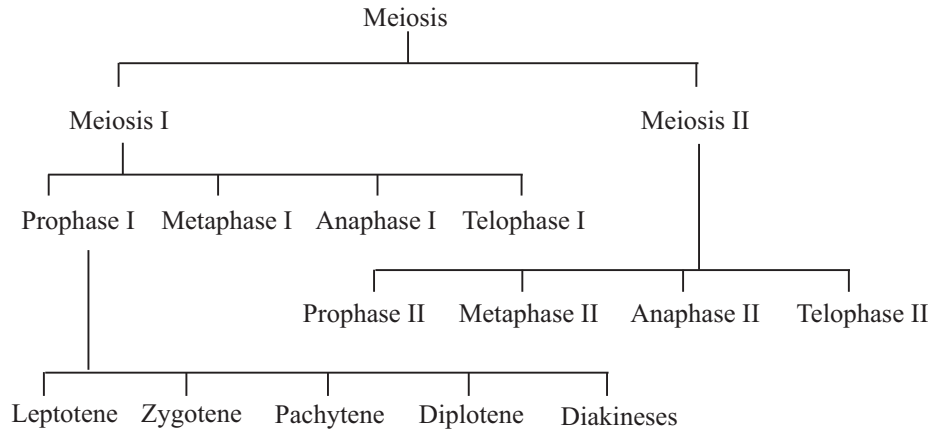 Meiosis
Meiosis I
Meiosis II
Prophase I
Metaphase I
Anaphase I
Telophase I
Prophase II
Metaphase II
Anaphase II
Telophase II
Leptotene
Zygotene
Pachytene
Diplotene
Diakineses